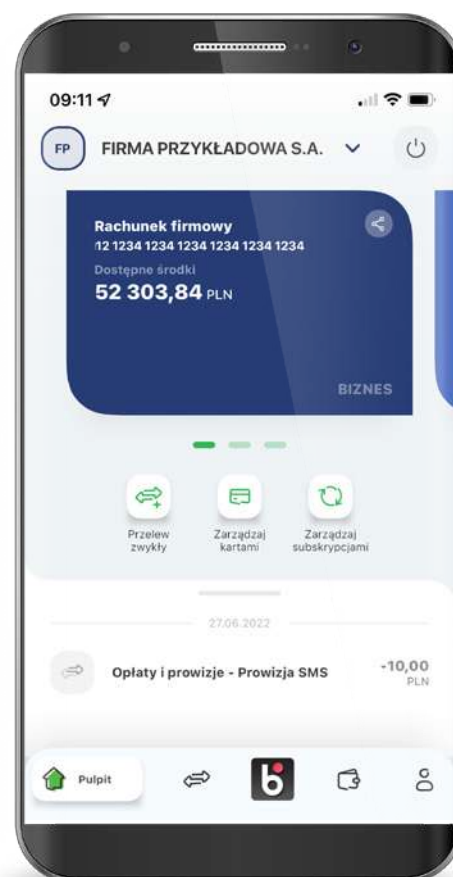 09:11
FP
FIRMA PRZYKŁADOWA S.A.
Rachunek firmowy
12 1234 1234 1234 1234 1234 1234
Dostępne środki
52 303,84 PLN
BIZNES
Przelew
zwykły
Zarządzaj
kartami
Zarządzaj
subskrypcjami
27.06.2022
Opłaty i prowizje - Prowizja SMS
-10,00
PLN
Pulpit
b